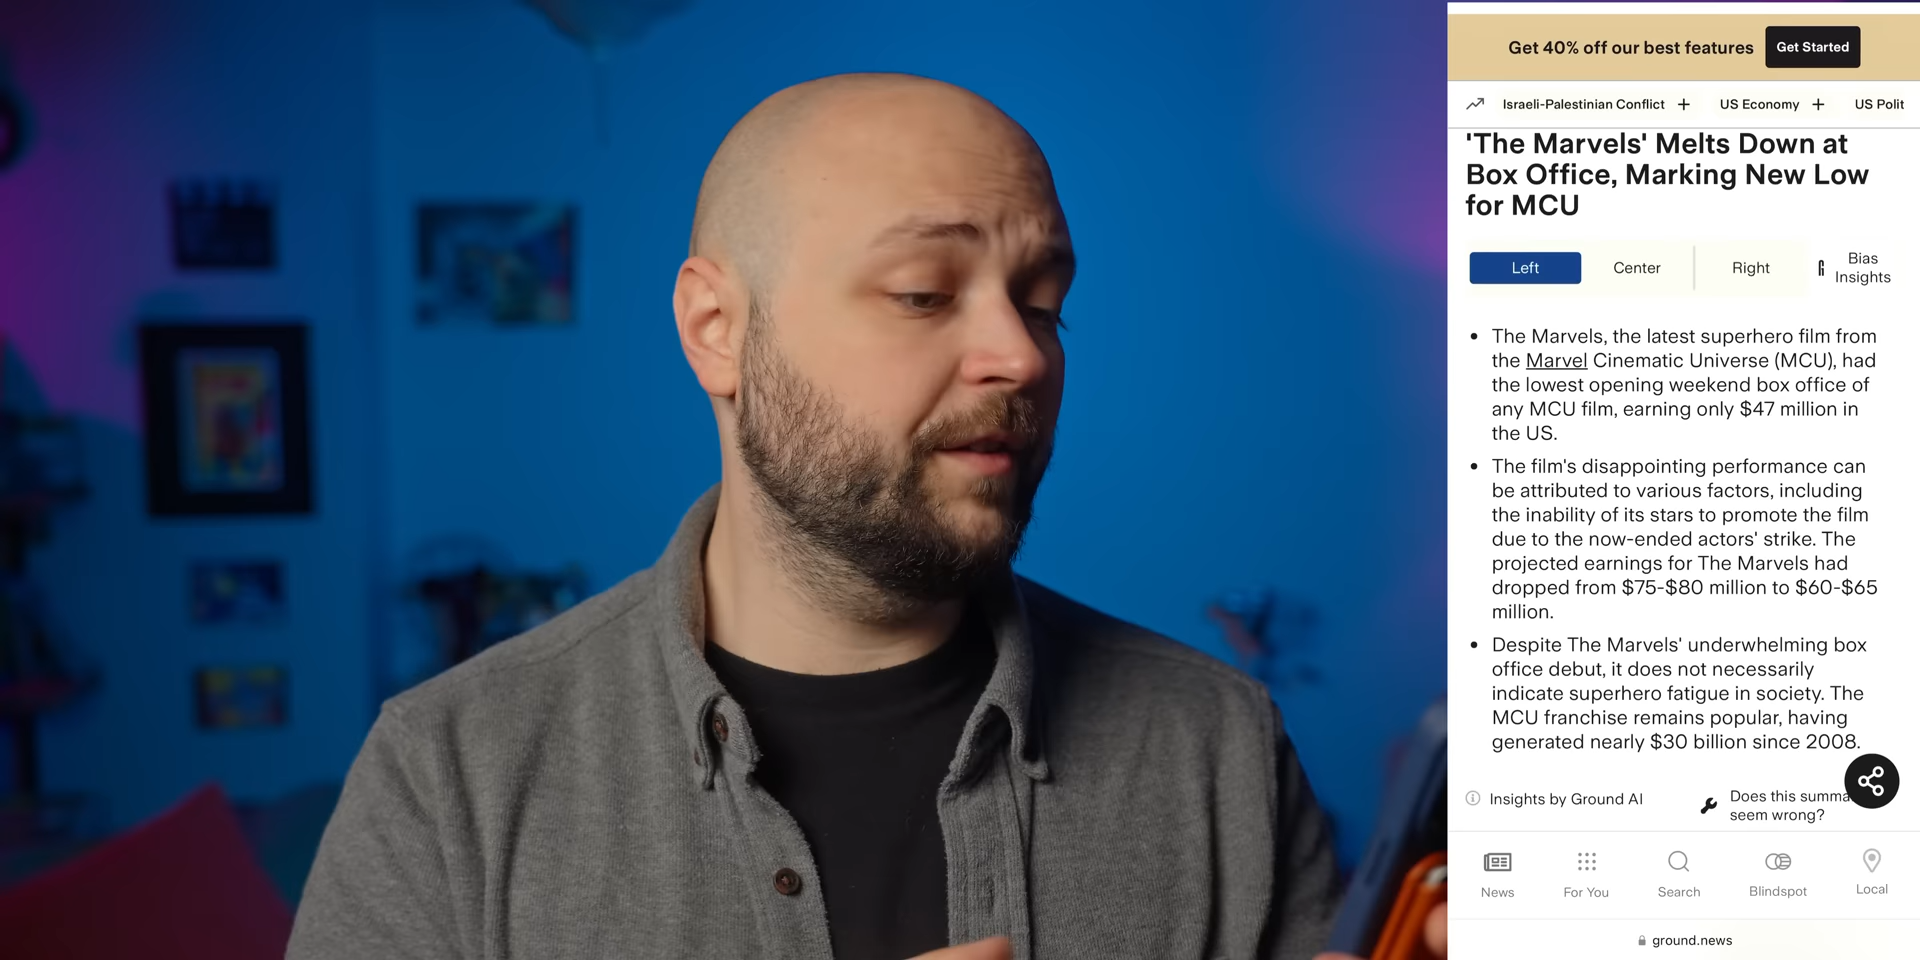 Get 40% off our best features
Get Started
Israeli-Palestinian Conflict +
US Economy +
US Polit
'The Marvels' Melts Down at
Box Office, Marking New Low
for MCU
Left
Center
Right
Bias
Insights
• The Marvels, the latest superhero film from
the Marvel Cinematic Universe (MCU), had
the lowest opening weekend box office of
any MCU film, earning only $47 million in
the US.
• The film's disappointing performance can
be attributed to various factors, including
the inability of its stars to promote the film
due to the now-ended actors' strike. The
projected earnings for The Marvels had
dropped from $75-$80 million to $60-$65
million.
• Despite The Marvels' underwhelming box
office debut, it does not necessarily
indicate superhero fatigue in society. The
MCU franchise remains popular, having
generated nearly $30 billion since 2008.
Insights by Ground AI
Does this summa
seem wrong?
News
For You
Search
Blindspot
Local
ground.news